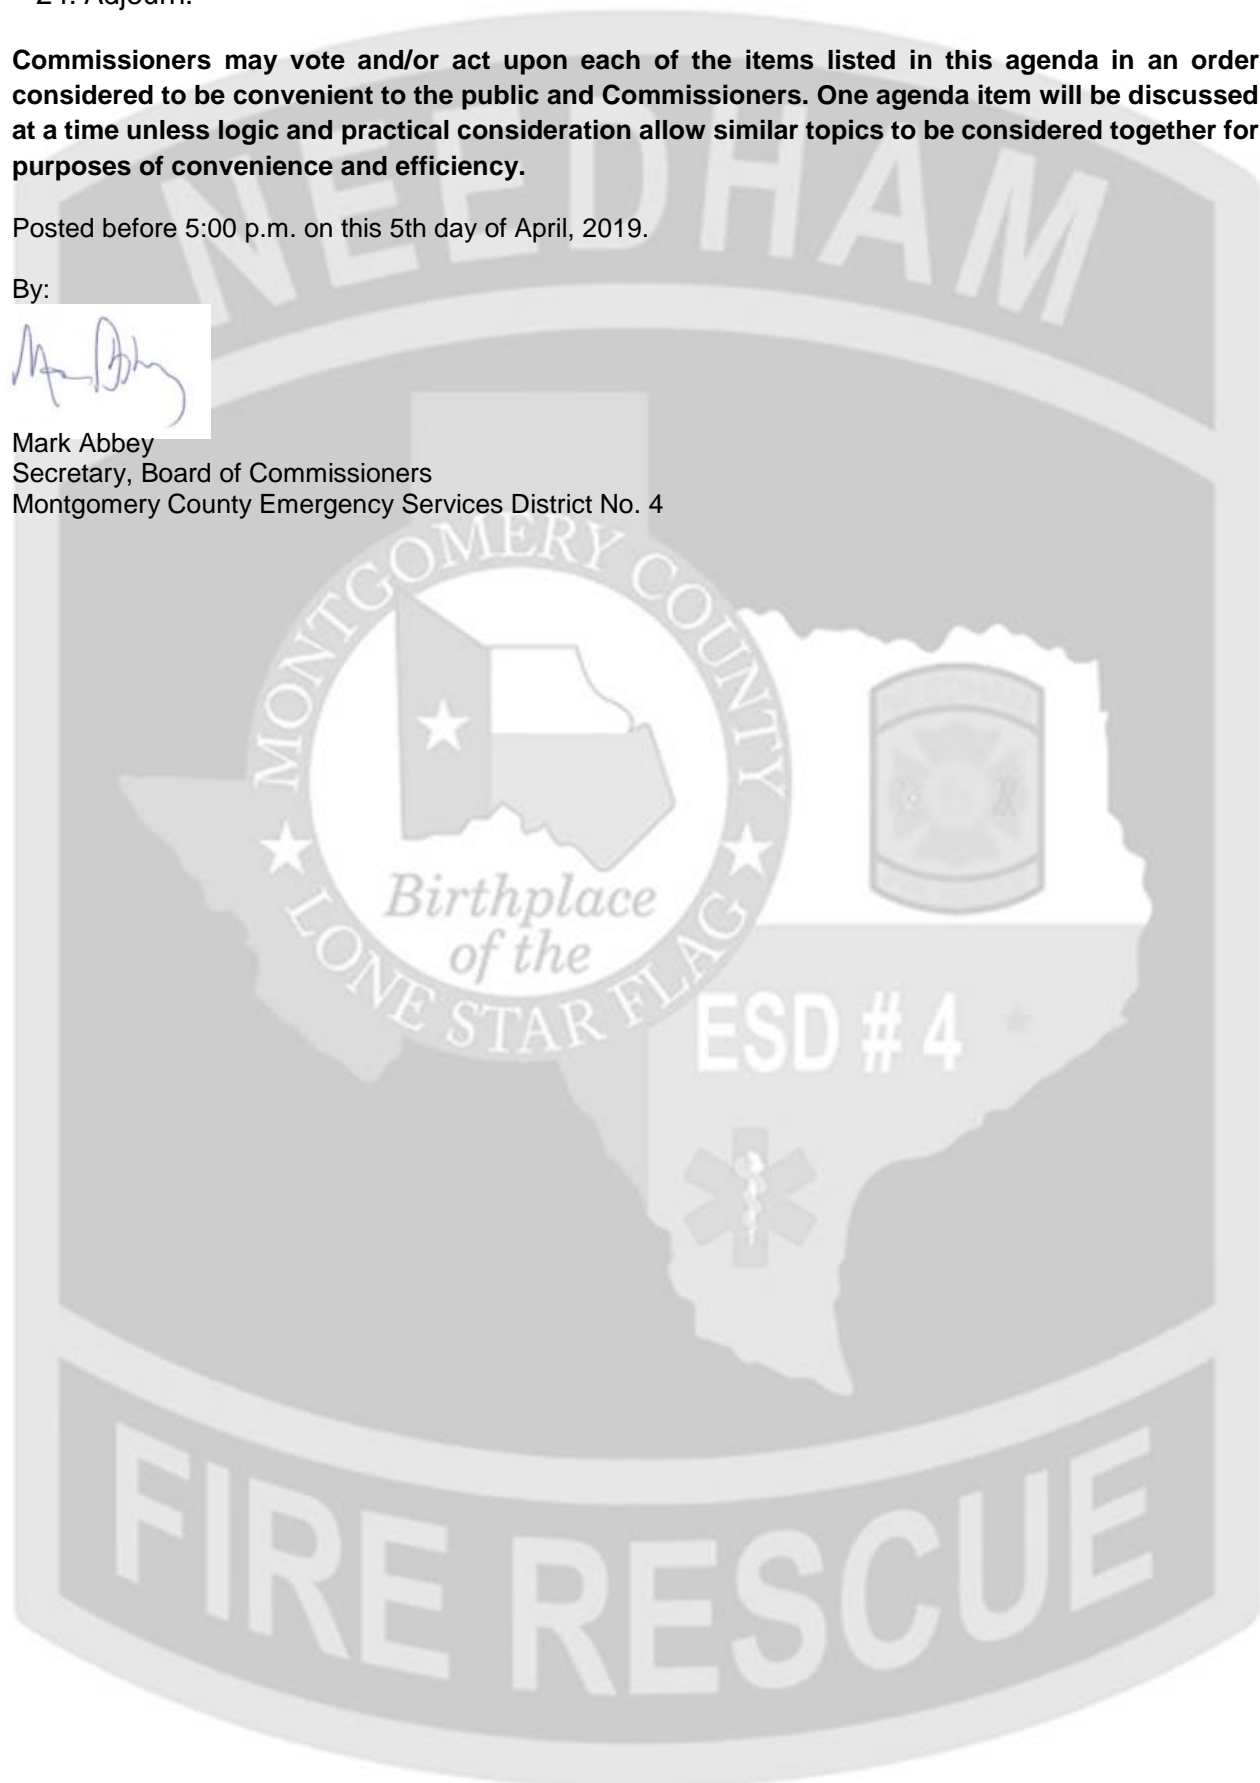 24. Adjourn.
Commissioners may vote and/or act upon each of the items listed in this agenda in an order
considered to be convenient to the public and Commissioners. One agenda item will be discussed
at a time unless logic and practical consideration allow similar topics to be considered together for
purposes of convenience and efficiency.
Posted before 5:00 p.m. on this 5th day of April, 2019.
By:
Mark Abbey
Secretary, Board of Commissioners
Montgomery County Emergency Services District No. 4
NEEDHAM
MONTGOMERY COUNTY
Birthplace
of the
LONE STAR FLAG
ESD # 4
FIRE RESCUE